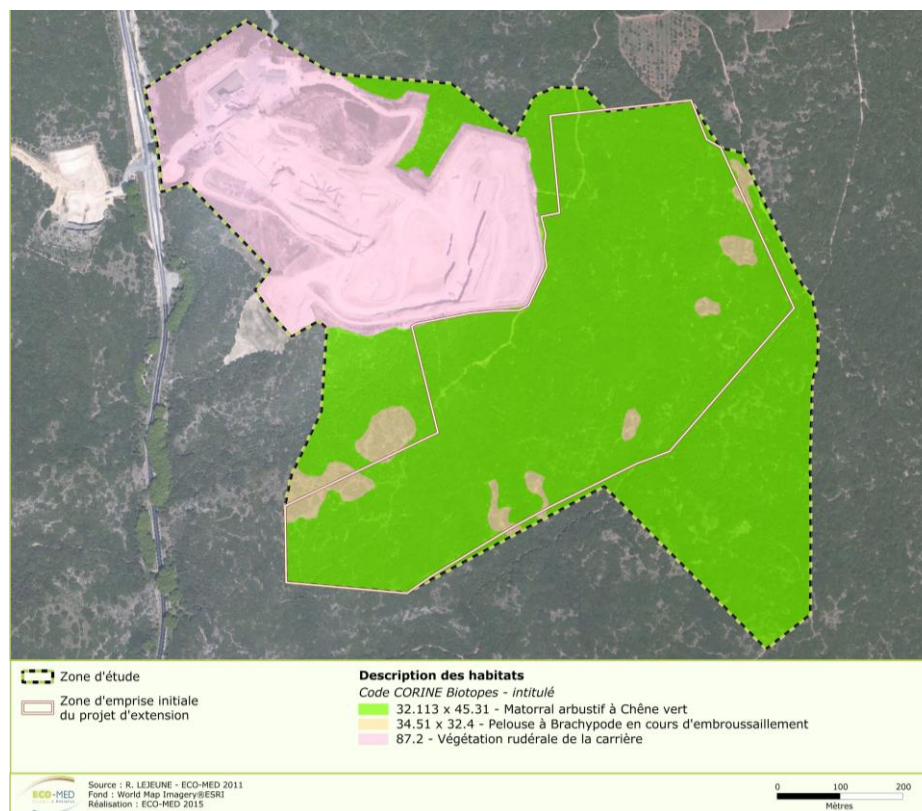 Zone d'étude
Zone d'emprise initiale
du projet d'extension
Description des habitats
Code CORINE Biotopes - intitulé
32.113 x 45.31 - Matorral arbustif à Chêne vert
34.51 x 32.4 - Pelouse à Brachypode en cours d'embroussaillement
87.2 - Végétation rudérale de la carrière
ECO-MED
Source : R. LEJEUNE - ECO-MED 2011
Fond : World Map Imagery®ESRI
Réalisation : ECO-MED 2015
0 100 200
Mètres